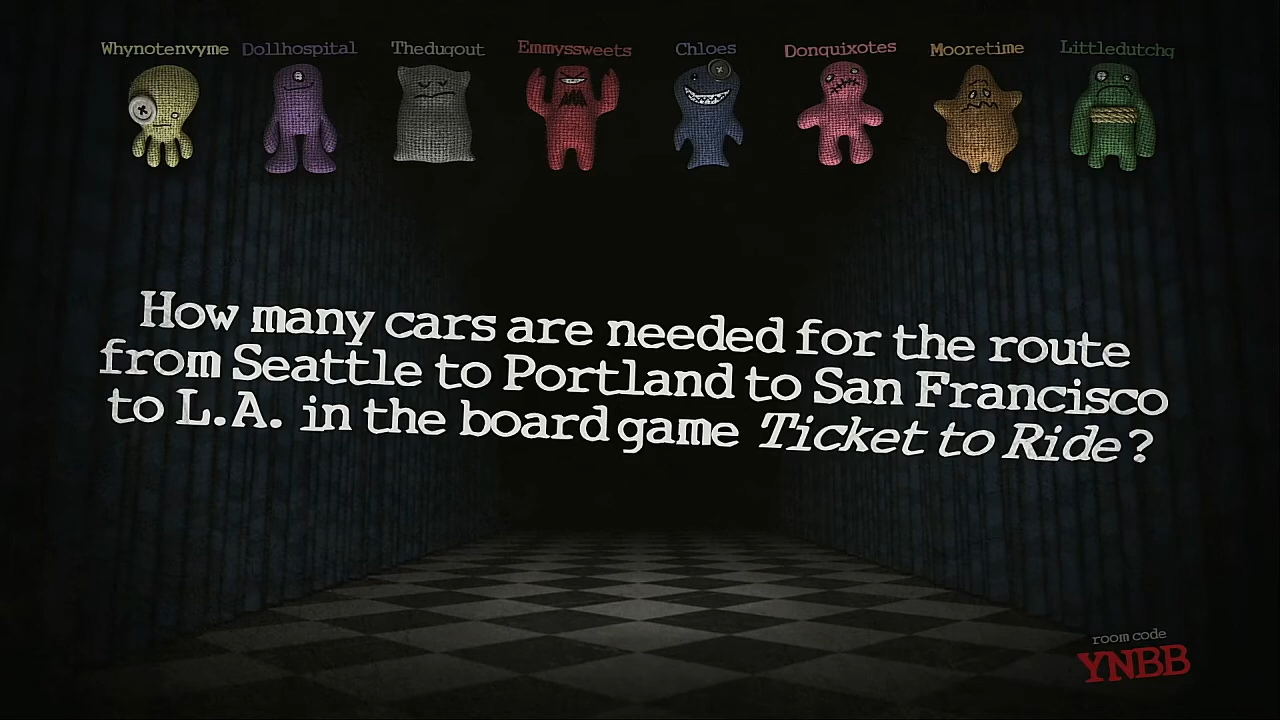 Whynotenvyme Dollhospital Thedugout Emmyssweets Chloes Donquixotes Mooretime Littledutchg
How many cars are needed for the route
from Seattle to Portland to San Francisco
to L.A. in the board game Ticket to Ride?
room code
YNBB